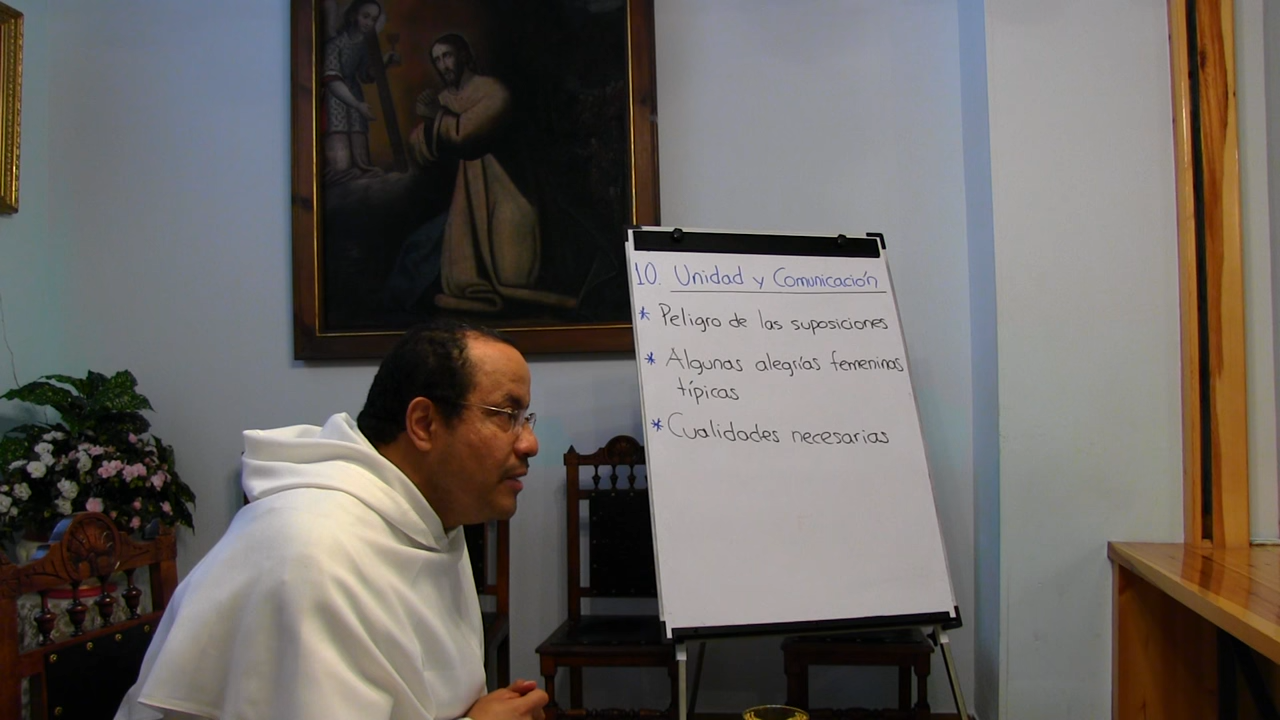 10. Unidad y Comunicación
* Peligro de las suposiciones
* Algunas alegrías femeninas
típicas
* Cualidades necesarias